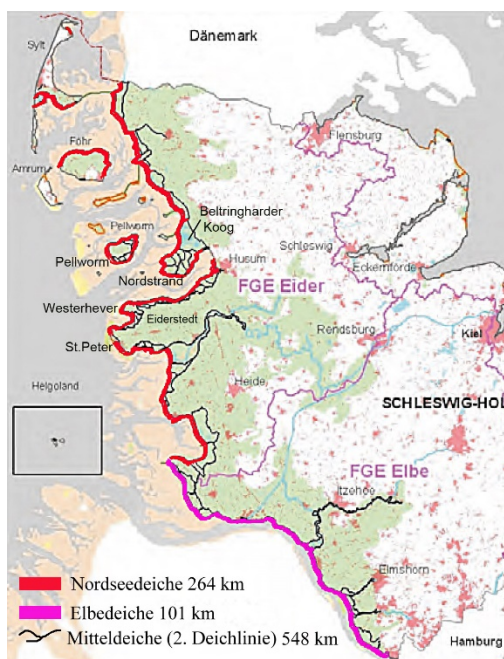 Dänemark
Sylt
Flensburg
Föhr
Amrum
Beltringharder
Koog
Pellworm
Schleswig
Husum
Pellworm
Eckernförde
Nordstrand
FGE Eider
Westerhever
Eiderstedt
Rendsburg
Kiel
St.Peter
Helgoland
Heide
SCHLESWIG-HOL
FGE Elbe
Itzehoe
Elmshorn
Nordseedeiche 264 km
Elbedeiche 101 km
Mitteldeiche (2. Deichlinie) 548 km
Hamburg